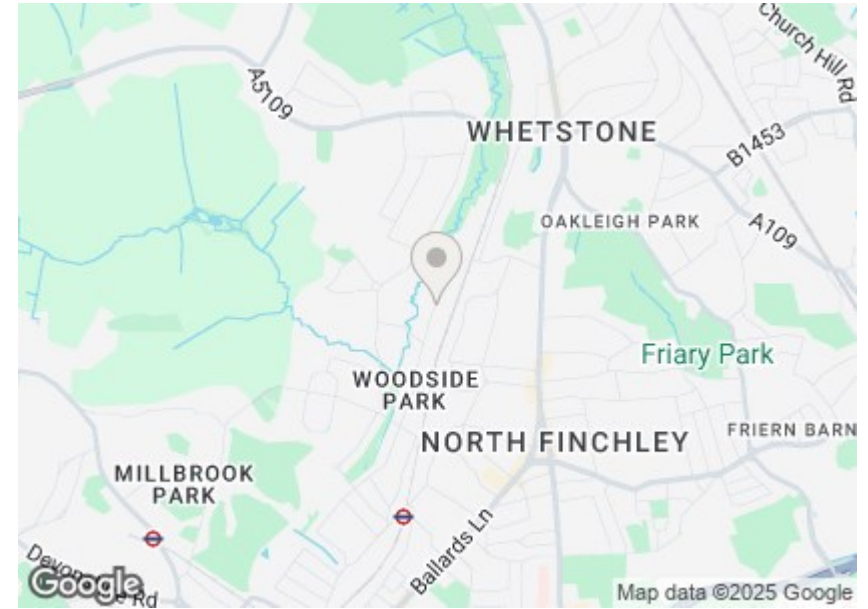 Church Hill Rd
A5109
WHETSTONE
B1453
OAKLEIGH PARK
A109
Friary Park
WOODSIDE
PARK
NORTH FINCHLEY
FRIERN BARN
MILLBROOK
PARK
Ballards Ln
Rd
Google
Map data ©2025 Google